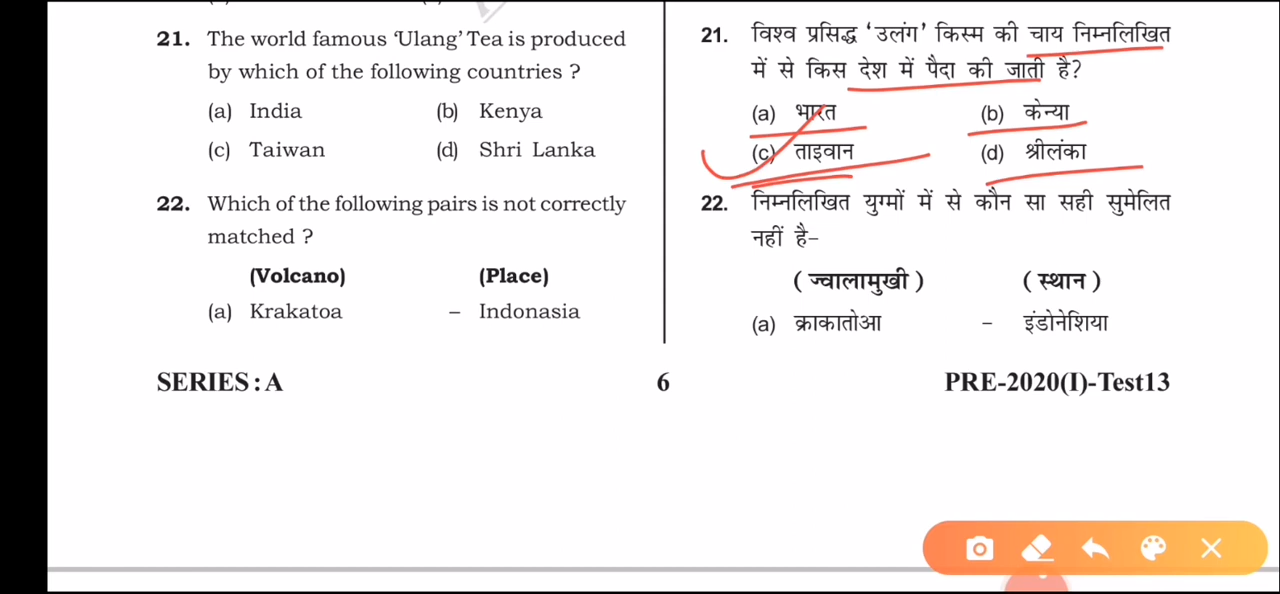 21. The world famous ‘Ulang’ Tea is produced
by which of the following countries ?
(a) India (b) Kenya
(c) Taiwan (d) Shri Lanka
22. Which of the following pairs is not correctly
matched ?
(Volcano) (Place)
(a) Krakatoa – Indonasia
21. विश्व प्रसिद्ध ‘उलंग’ किस्म की चाय निम्नलिखित
में से किस देश में पैदा की जाती है?
(a) भारत (b) केन्या
(c) ताइवान (d) श्रीलंका
22. निम्नलिखित युग्मों में से कौन सा सही सुमेलित
नहीं है–
(ज्वालामुखी) (स्थान)
(a) क्राकातोआ – इंडोनेशिया
SERIES : A 6 PRE-2020(I)-Test13